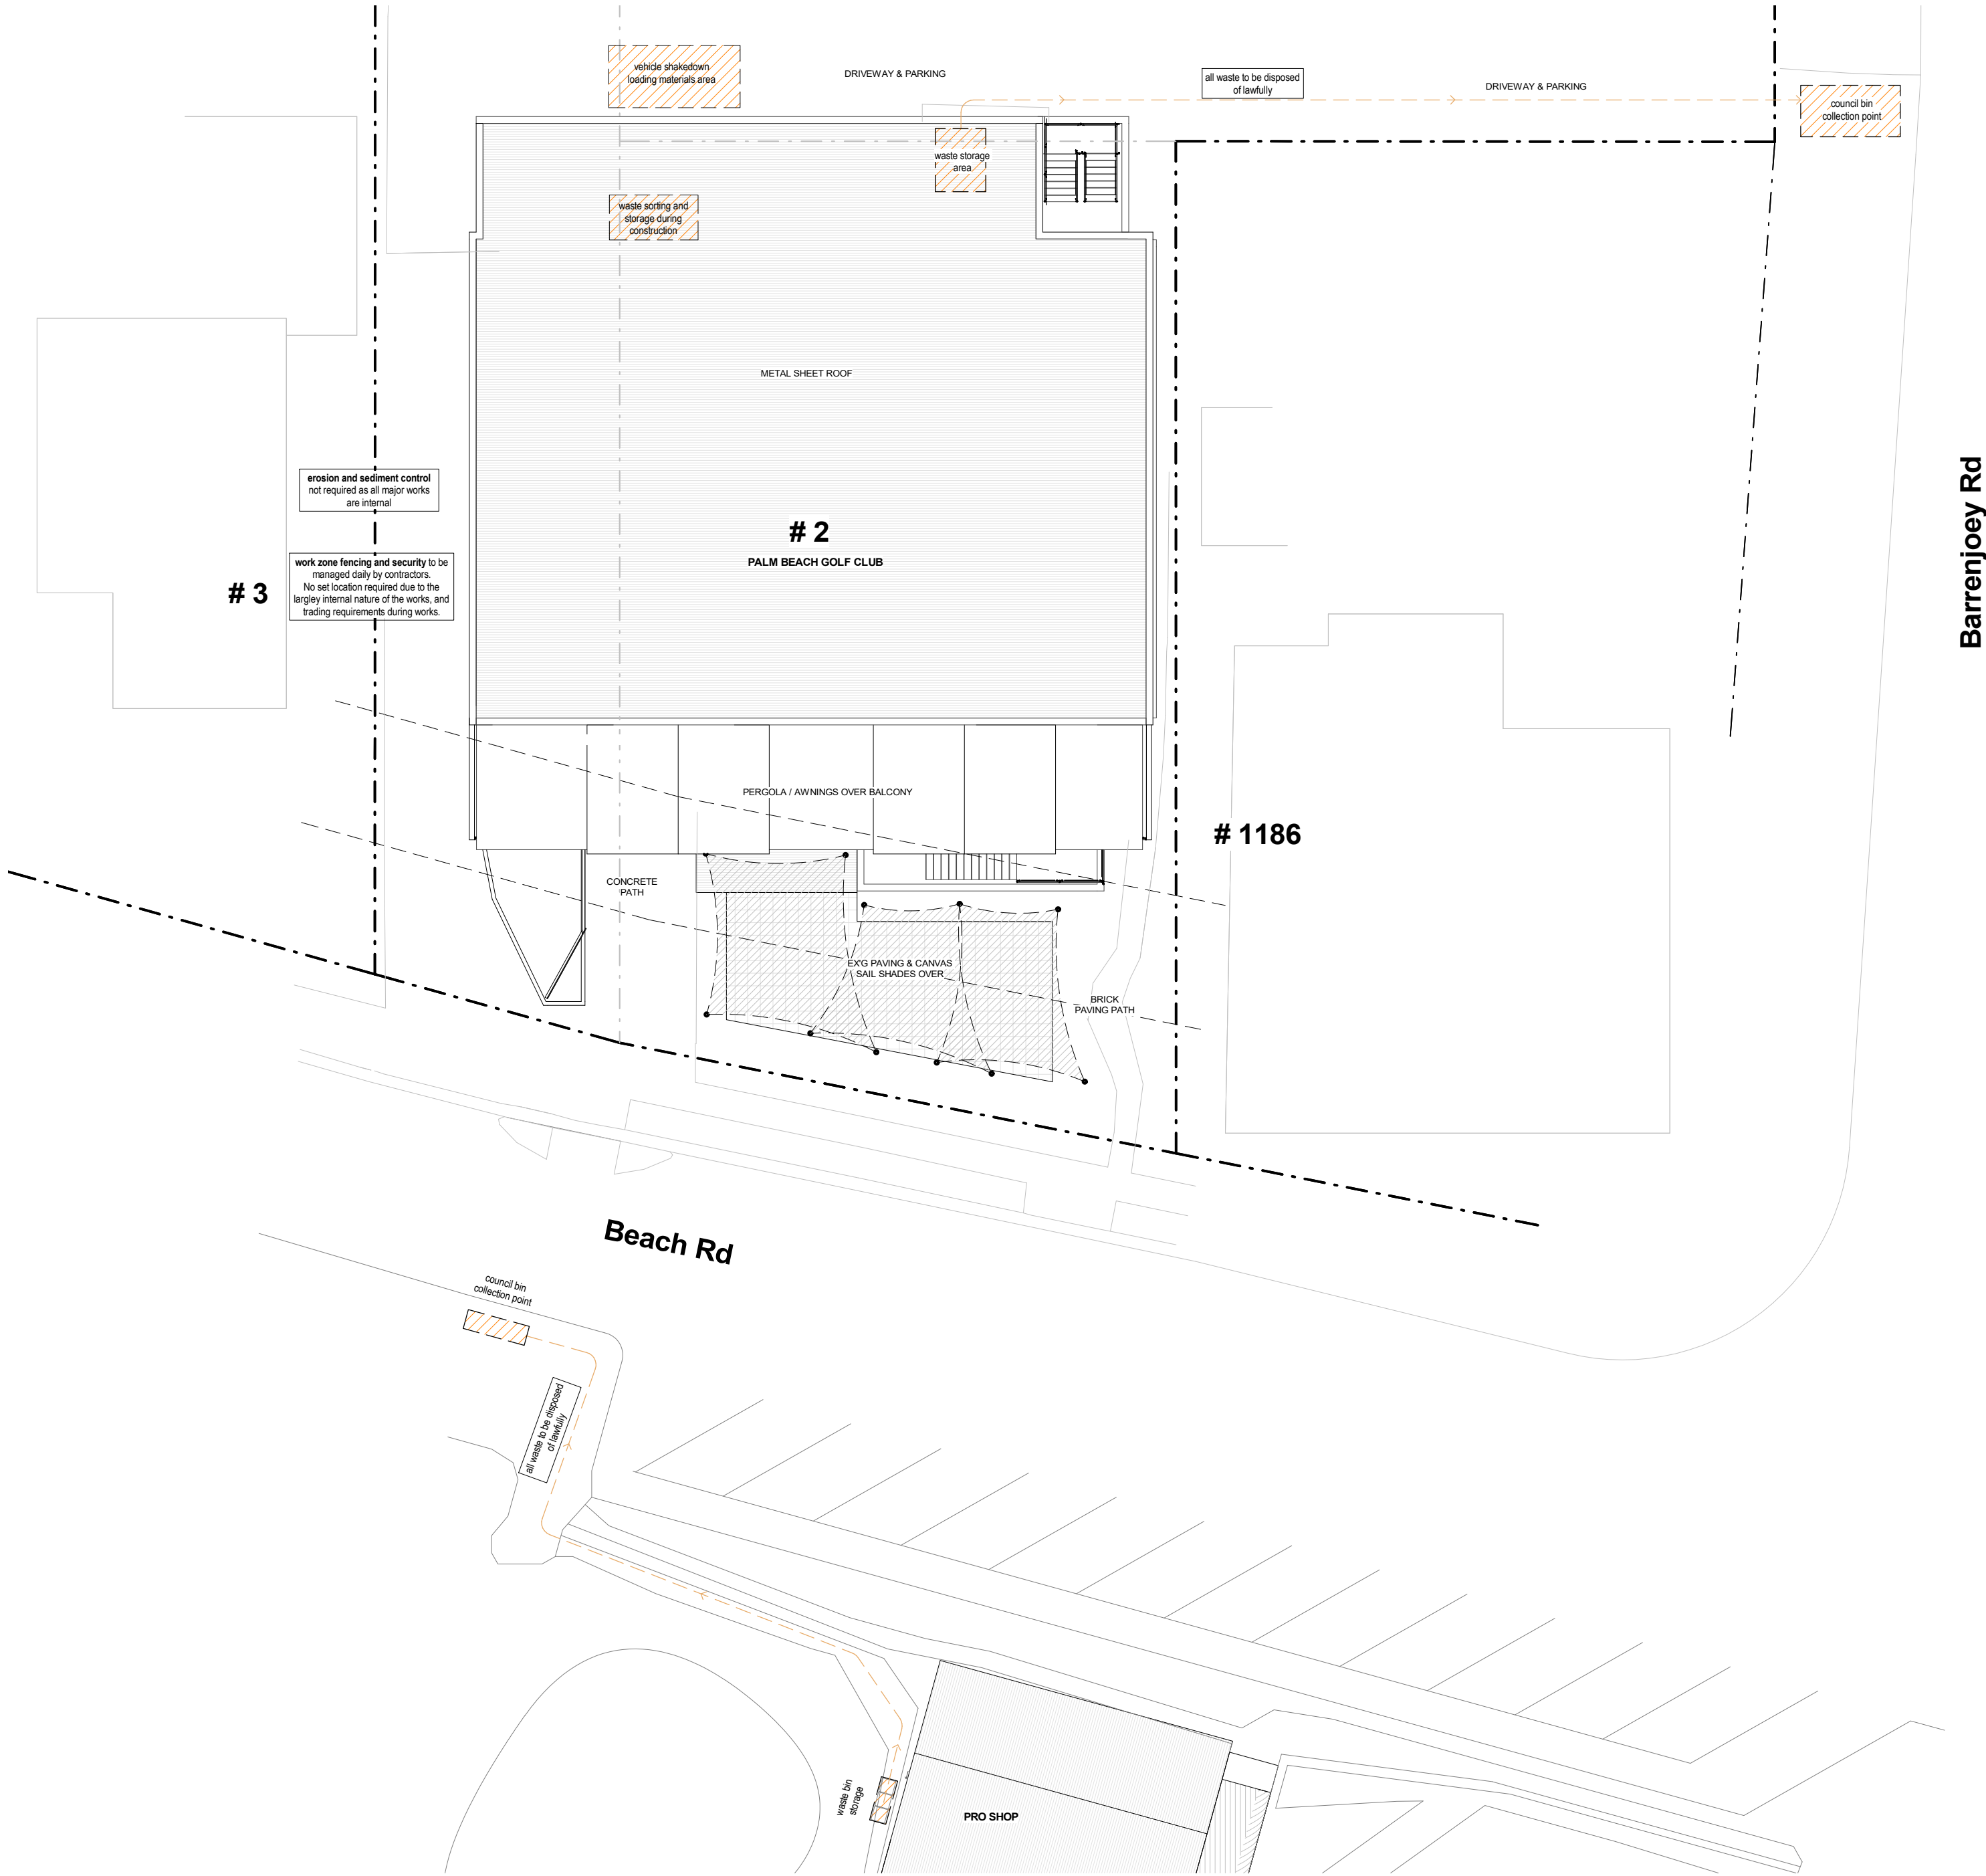 vehicle shakedown
loading materials area
DRIVEWAY & PARKING
all waste to be disposed
of lawfully
DRIVEWAY & PARKING
council bin
collection point
waste storage
area
waste sorting and
storage during
construction
METAL SHEET ROOF
erosion and sediment control
not required as all major works
are internal
# 2
PALM BEACH GOLF CLUB
work zone fencing and security to be
managed daily by contractors.
No set location required due to the
largley internal nature of the works, and
trading requirements during works.
# 3
Barrenjoey Rd
PERGOLA / AWNINGS OVER BALCONY
# 1186
CONCRETE
PATH
EX'G PAVING & CANVAS
SAIL SHADES OVER
BRICK
PAVING PATH
Beach Rd
council bin
collection point
all waste to be disposed
of lawfully
waste bin
storage
PRO SHOP